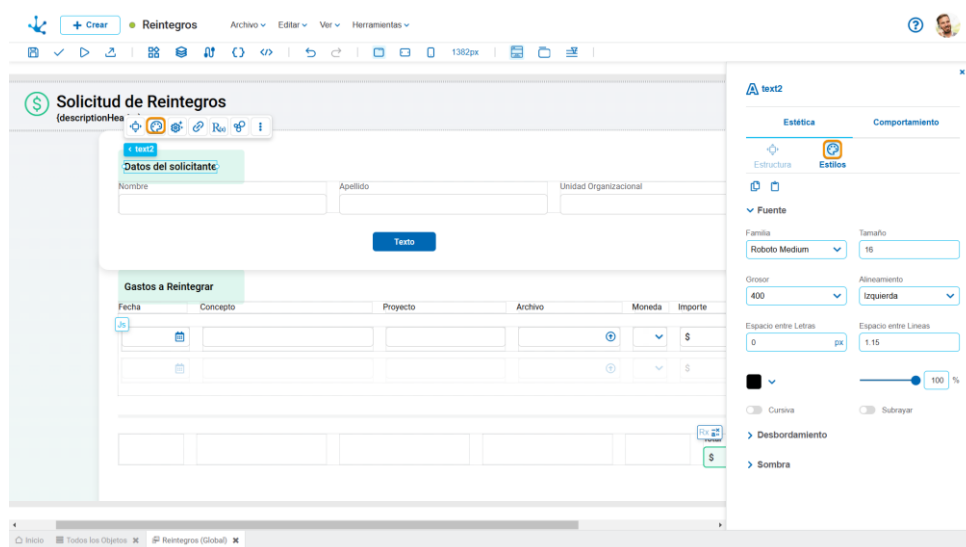 + Crear
Reintegros
Archivo
Editar
Ver
Herramientas
1382px
Solicitud de Reintegros
text2
Datos del solicitante
Nombre
Apellido
Unidad Organizacional
Texto
Gastos a Reintegrar
Fecha
Concepto
Proyecto
Archivo
Moneda
Importe
Js
$
$
Rx
$
text2
Estética
Comportamiento
Estructura
Estilos
Fuente
Familia
Tamaño
Roboto Medium
16
Grosor
Alineamiento
400
Izquierda
Espacio entre Letras
Espacio entre Lineas
0 px
1.15
100 %
Cursiva
Subrayar
Desbordamiento
Sombra
Inicio
Todos los Objetos
Reintegros (Global)